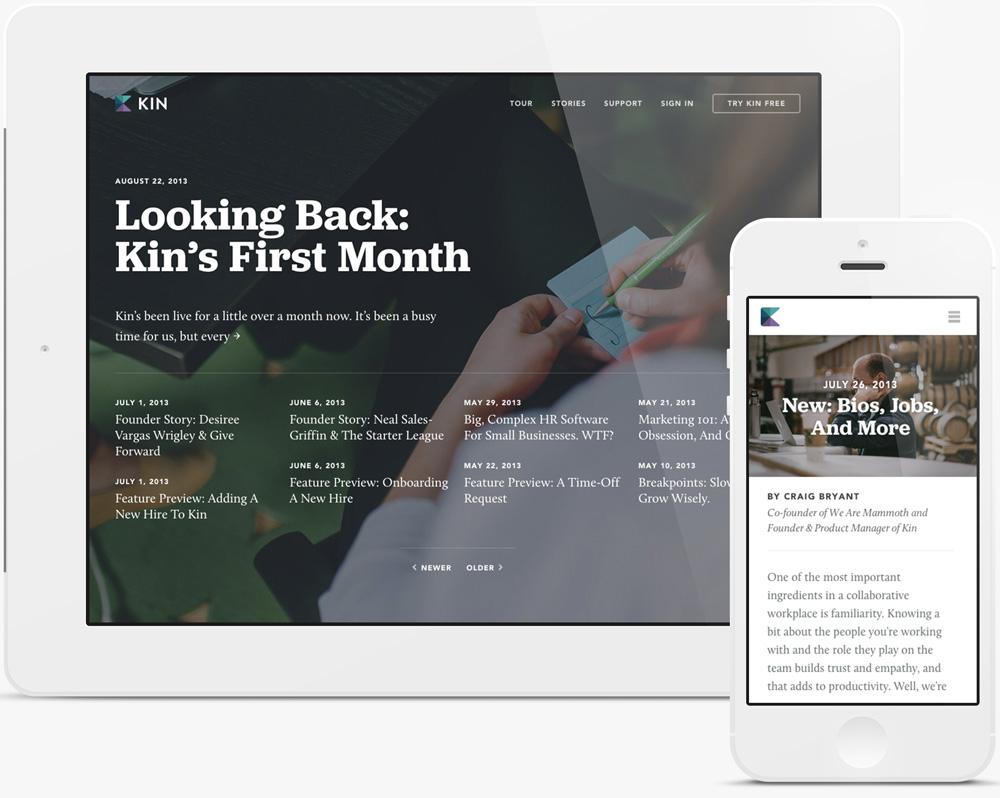 KIN
TOUR STORIES SUPPORT SIGN IN TRY KIN FREE
AUGUST 22, 2013
Looking Back:
Kin’s First Month
Kin’s been live for a little over a month now. It’s been a busy
time for us, but every →
JULY 1, 2013
Founder Story: Desiree
Vargas Wrigley & Give
Forward
JULY 1, 2013
Feature Preview: Adding A
New Hire To Kin
JUNE 6, 2013
Founder Story: Neal Sales-
Griffin & The Starter League
JUNE 6, 2013
Feature Preview: Onboarding
A New Hire
MAY 29, 2013
Big, Complex HR Software
For Small Businesses. WTF?
MAY 22, 2013
Feature Preview: A Time-Off
Request
MAY 21, 2013
Marketing 101: A
Obsession, And
MAY 10, 2013
Breakpoints:
Grow Wisely.
NEWER OLDER
JULY 26, 2013
New: Bios, Jobs,
And More
BY CRAIG BRYANT
Co-founder of We Are Mammoth and
Founder & Product Manager of Kin
One of the most important
ingredients in a collaborative
workplace is familiarity. Knowing a
bit about the people you’re working
with and the role they play on the
team builds trust and empathy, and
that adds to productivity. Well, we’re